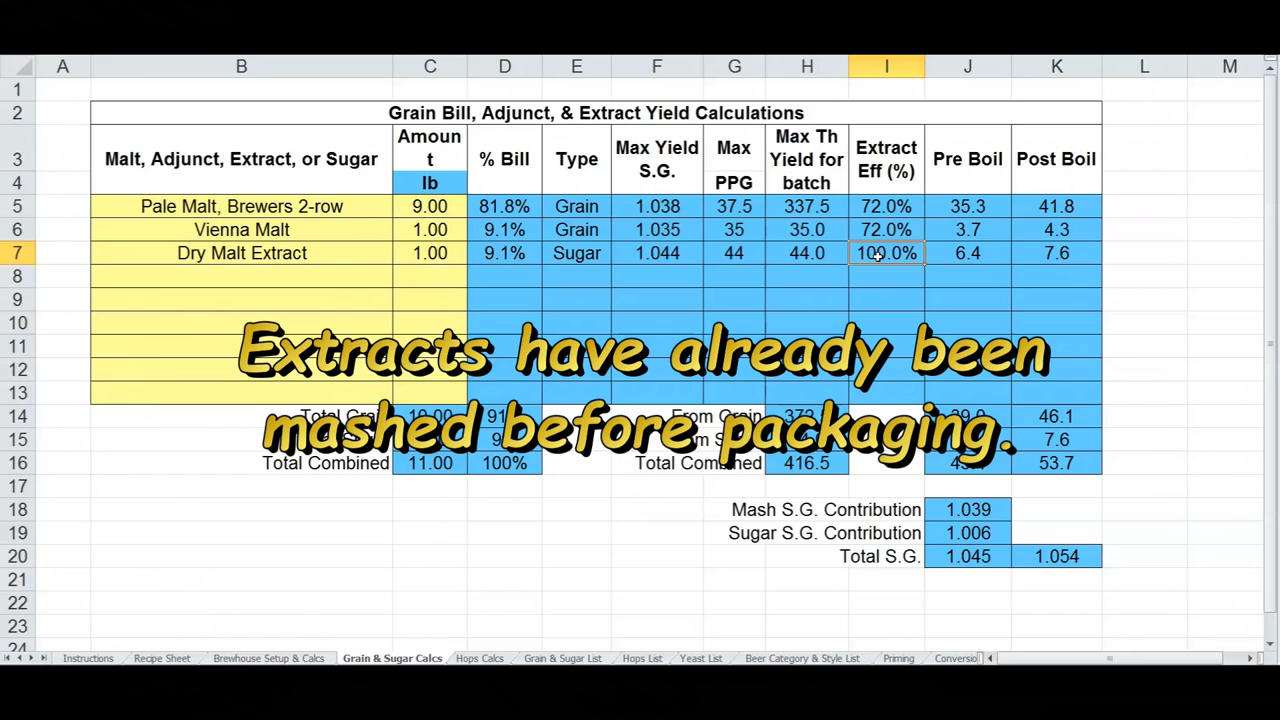 A B C D E F G H I J K L M
1
2 Grain Bill, Adjunct, & Extract Yield Calculations
3 Malt, Adjunct, Extract, or Sugar Amoun t % Bill Type Max Yield S.G. Max Max Th Yield for Extract Eff (%) Pre Boil Post Boil
4 lb PPG batch
5 Pale Malt, Brewers 2-row 9.00 81.8% Grain 1.038 37.5 337.5 72.0% 35.3 41.8
6 Vienna Malt 1.00 9.1% Grain 1.035 35 35.0 72.0% 3.7 4.3
7 Dry Malt Extract 1.00 9.1% Sugar 1.044 44 44.0 100.0% 6.4 7.6
8
9
10
11
12
13
Extracts have already been
mashed before packaging.
14 Total 10.00 From Grain 46.1
15 7.6
16 Total Combined 11.00 100% Total Combined 416.5 53.7
17
18 Mash S.G. Contribution 1.039
19 Sugar S.G. Contribution 1.006
20 Total S.G. 1.045 1.054
21
22
23
24
Instructions Recipe Sheet Brewhouse Setup & Calcs Grain & Sugar Calcs Hops Calcs Grain & Sugar List Hops List Yeast List Beer Category & Style List Priming Conversio